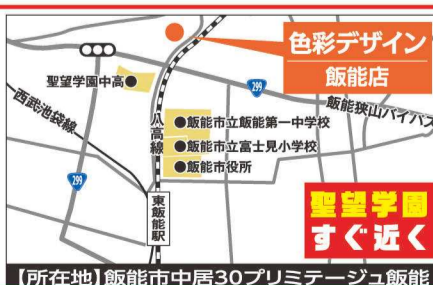 色彩デザイン
飯能店
聖望学園中高
299
飯能狭山バイパス
西武池袋線
八高線
飯能市立飯能第一中学校
飯能市立富士見小学校
飯能市役所
299
東飯能駅
聖望学園
すぐ近く
【所在地】飯能市中居30プリミテージュ飯能